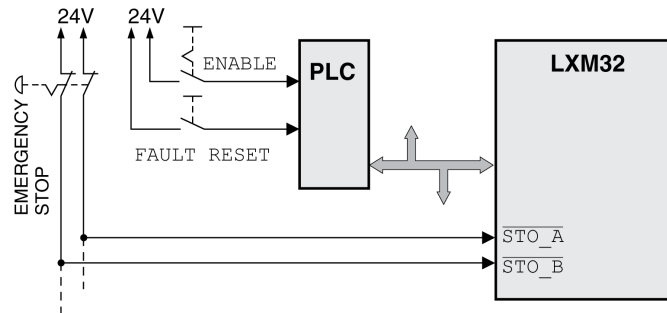 24V 24V
ENABLE
PLC
LXM32
FAULT RESET
EMERGENCY
STOP
STO_A
STO_B